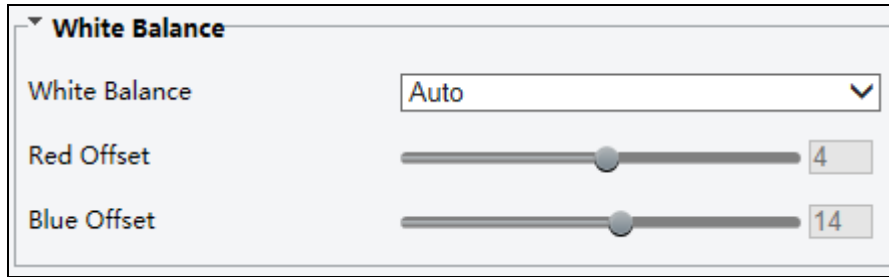 White Balance
White Balance Auto
Red Offset 4
Blue Offset 14